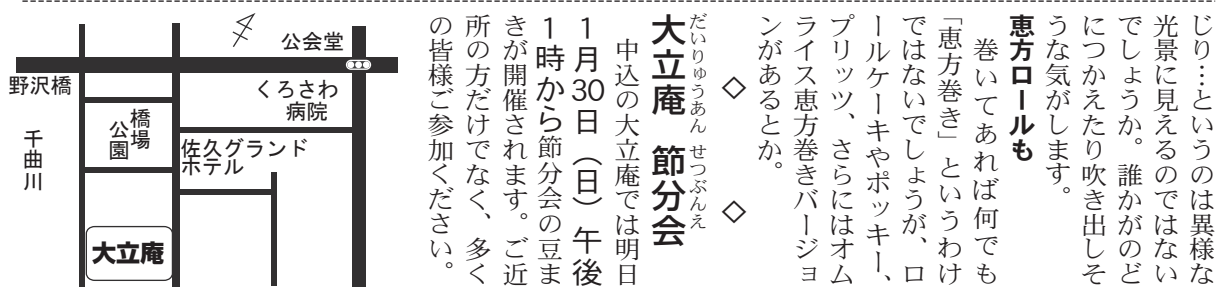 じり…というのは異様な
光景に見えるのではない
でしょうか。誰かがのど
につかえたり吹き出しそ
うな気がします。
恵方ロールも
巻いてあれば何でも
「恵方巻き」というわけ
ではないでしょうが、ロ
ールケーキやポッキー、
プリッツ、さらにはオム
ライス恵方巻きバージョ
ンがあるとか。
◇ ◇
だいりゅうあん せつぶんえ
大立庵 節分会
中込の大立庵では明日
1月30日（日）午後
1時から節分会の豆ま
きが開催されます。ご近
所の方だけでなく、多く
の皆様ご参加ください。
公会堂
野沢橋
くろさわ
病院
橋場
公園
千曲川
佐久グランド
ホテル
大立庵